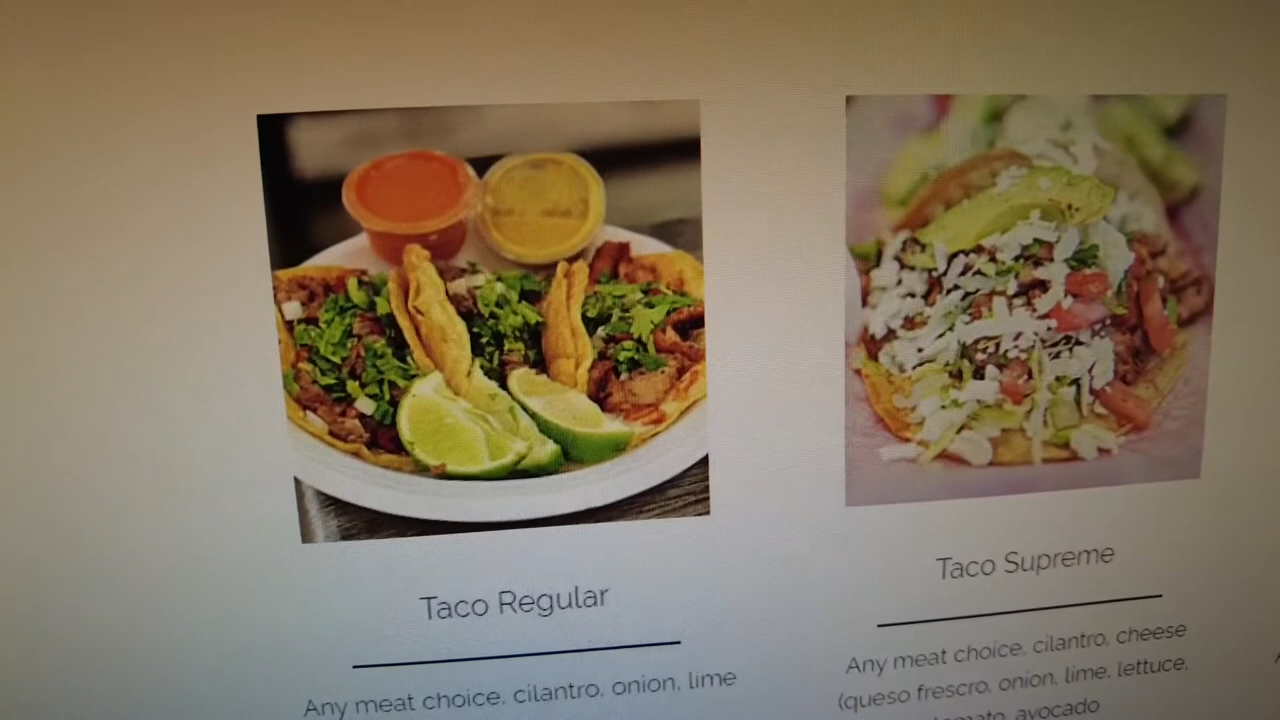 Taco Regular
Any meat choice, cilantro, onion, lime
Taco Supreme
Any meat choice, cilantro, cheese
(queso frescro, onion, lime, lettuce,
avocado